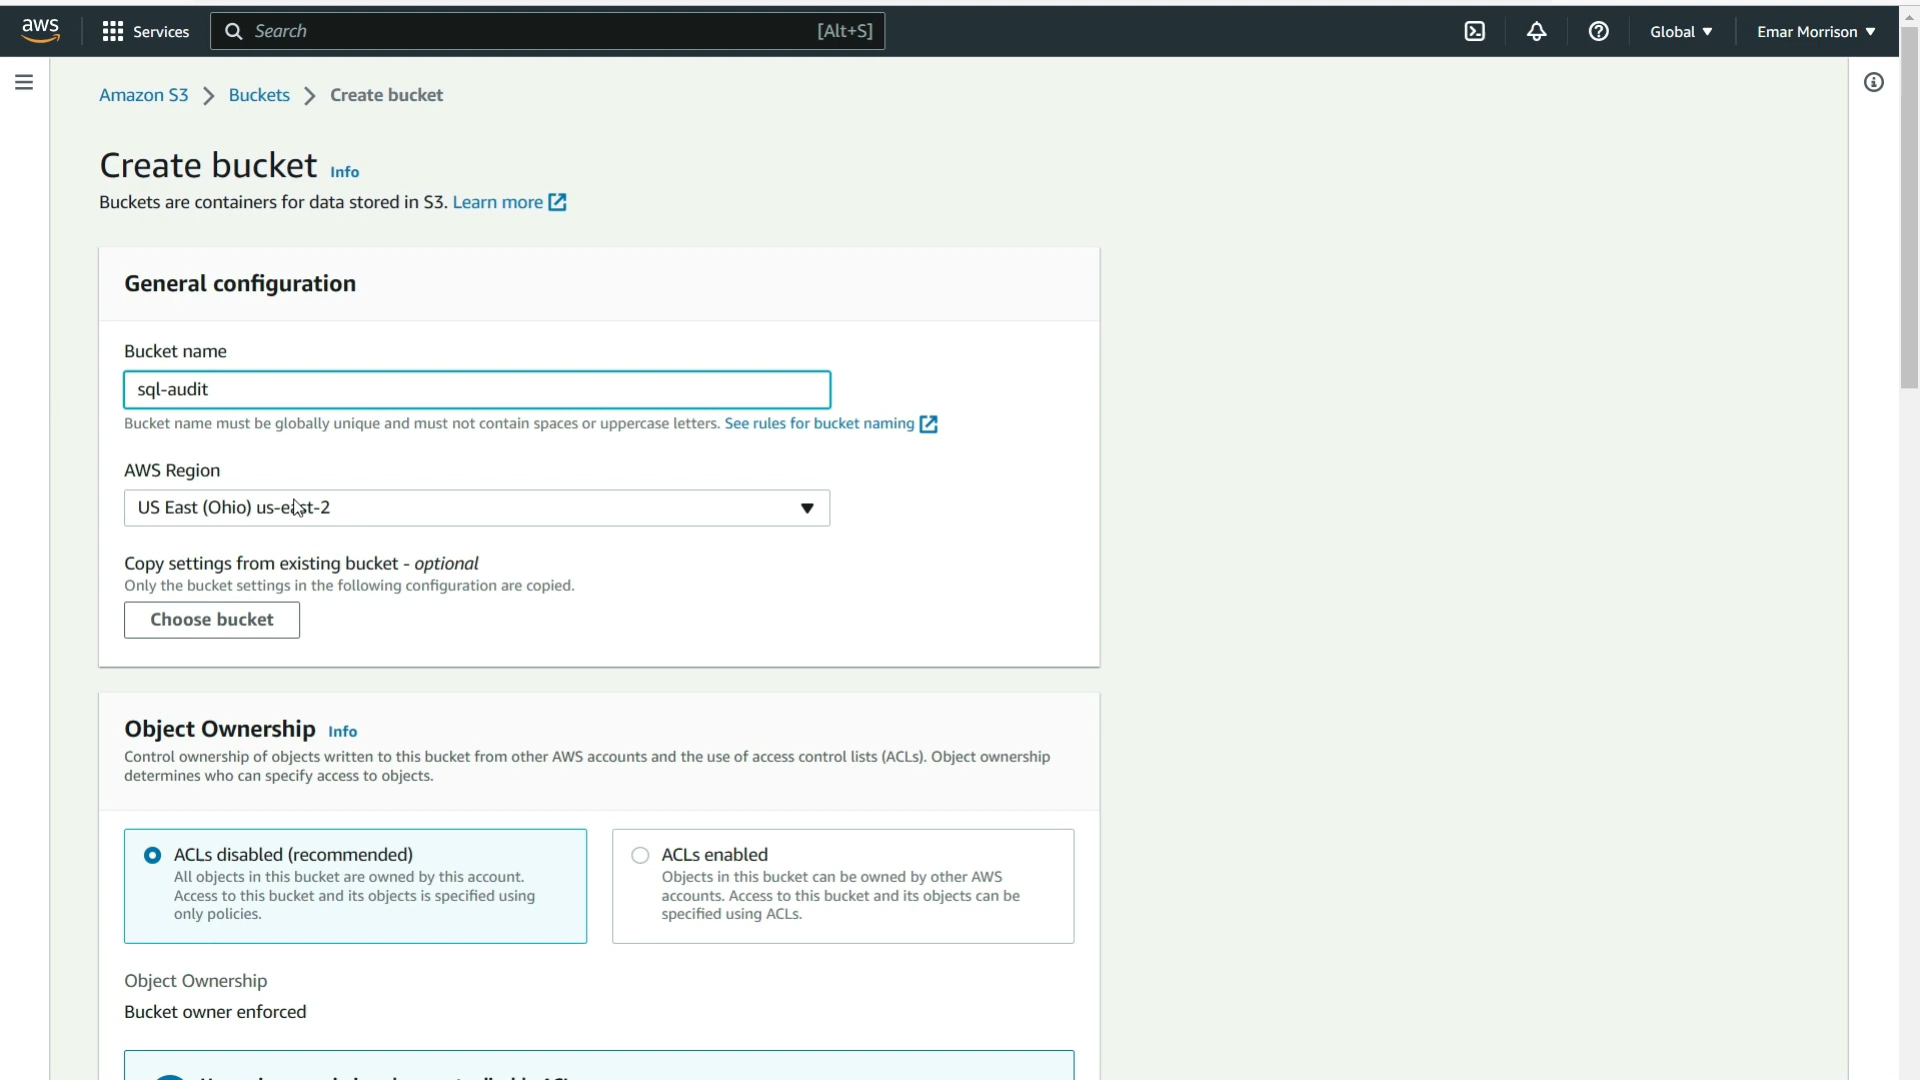 aws Services Search [Alt+S] Global Emar Morrison
Amazon S3 Buckets Create bucket
Create bucket Info
Buckets are containers for data stored in S3. Learn more
General configuration
Bucket name
sql-audit
Bucket name must be globally unique and must not contain spaces or uppercase letters. See rules for bucket naming
AWS Region
US East (Ohio) us-east-2
Copy settings from existing bucket - optional
Only the bucket settings in the following configuration are copied.
Choose bucket
Object Ownership Info
Control ownership of objects written to this bucket from other AWS accounts and the use of access control lists (ACLs). Object ownership
determines who can specify access to objects.
ACLs disabled (recommended)
All objects in this bucket are owned by this account.
Access to this bucket and its objects is specified using
only policies.
ACLs enabled
Objects in this bucket can be owned by other AWS
accounts. Access to this bucket and its objects can be
specified using ACLs.
Object Ownership
Bucket owner enforced